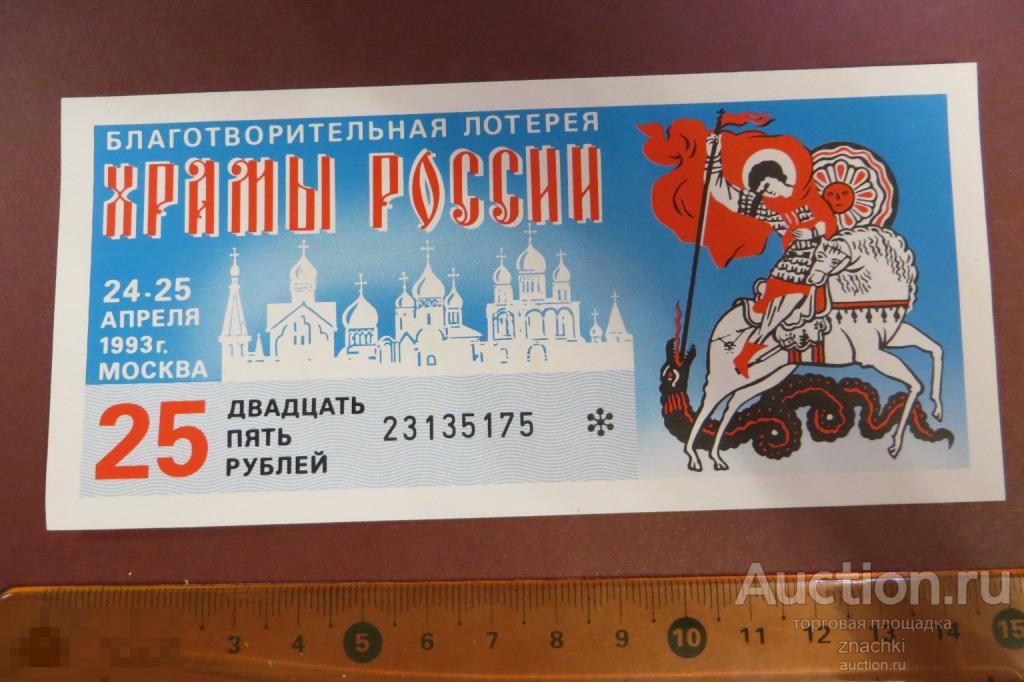 БЛАГОТВОРИТЕЛЬНАЯ ЛОТЕРЕЯ
ХРАМЫ РОССИИ
24-25
АПРЕЛЯ
1993г.
МОСКВА
25
ДВАДЦАТЬ
ПЯТЬ
РУБЛЕЙ
23135175
3 5 6 7 8 9 10 11 12 13 14 15
Auction.ru
торговая площадка
znachki
auction.ru